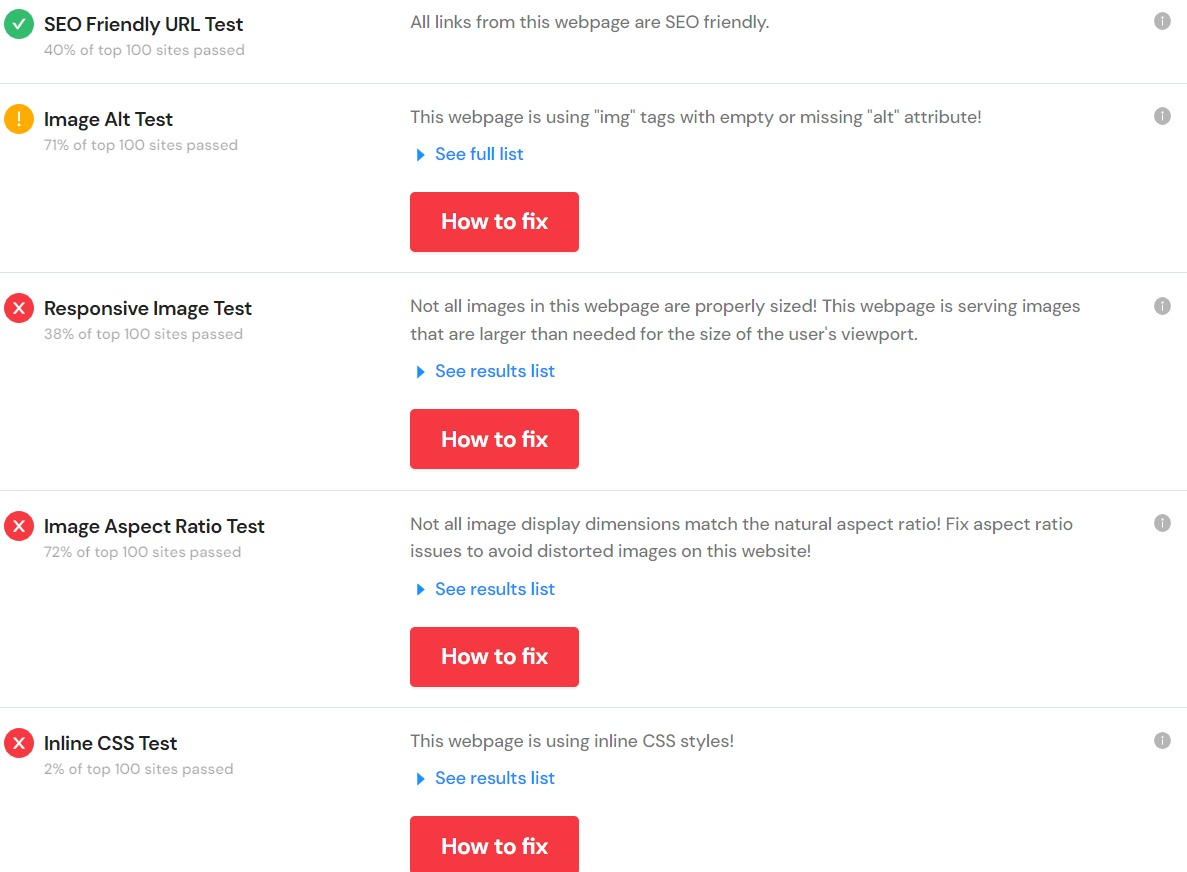 SEO Friendly URL Test
40% of top 100 sites passed
All links from this webpage are SEO friendly.
Image Alt Test
71% of top 100 sites passed
This webpage is using "img" tags with empty or missing "alt" attribute!
See full list
How to fix
Responsive Image Test
38% of top 100 sites passed
Not all images in this webpage are properly sized! This webpage is serving images
that are larger than needed for the size of the user's viewport.
See results list
How to fix
Image Aspect Ratio Test
72% of top 100 sites passed
Not all image display dimensions match the natural aspect ratio! Fix aspect ratio
issues to avoid distorted images on this website!
See results list
How to fix
Inline CSS Test
2% of top 100 sites passed
This webpage is using inline CSS styles!
See results list
How to fix